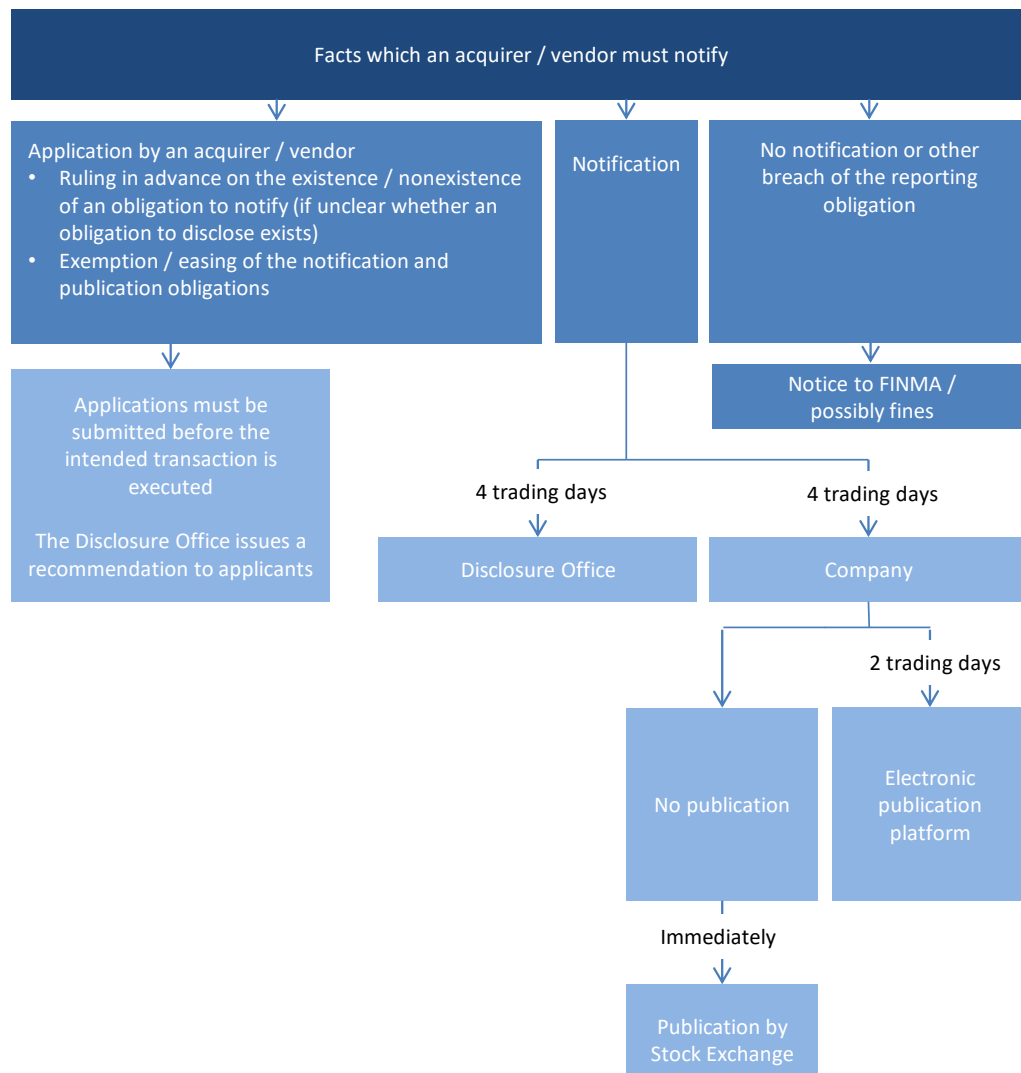 Facts which an acquirer / vendor must notify
Application by an acquirer / vendor
• Ruling in advance on the existence / nonexistence
of an obligation to notify (if unclear whether an
obligation to disclose exists)
• Exemption / easing of the notification and
publication obligations
Notification
No notification or other
breach of the reporting
obligation
Applications must be
submitted before the
intended transaction is
executed
The Disclosure Office issues a
recommendation to applicants
Notice to FINMA /
possibly fines
4 trading days
4 trading days
Disclosure Office
Company
2 trading days
No publication
Electronic
publication
platform
Immediately
Publication by
Stock Exchange